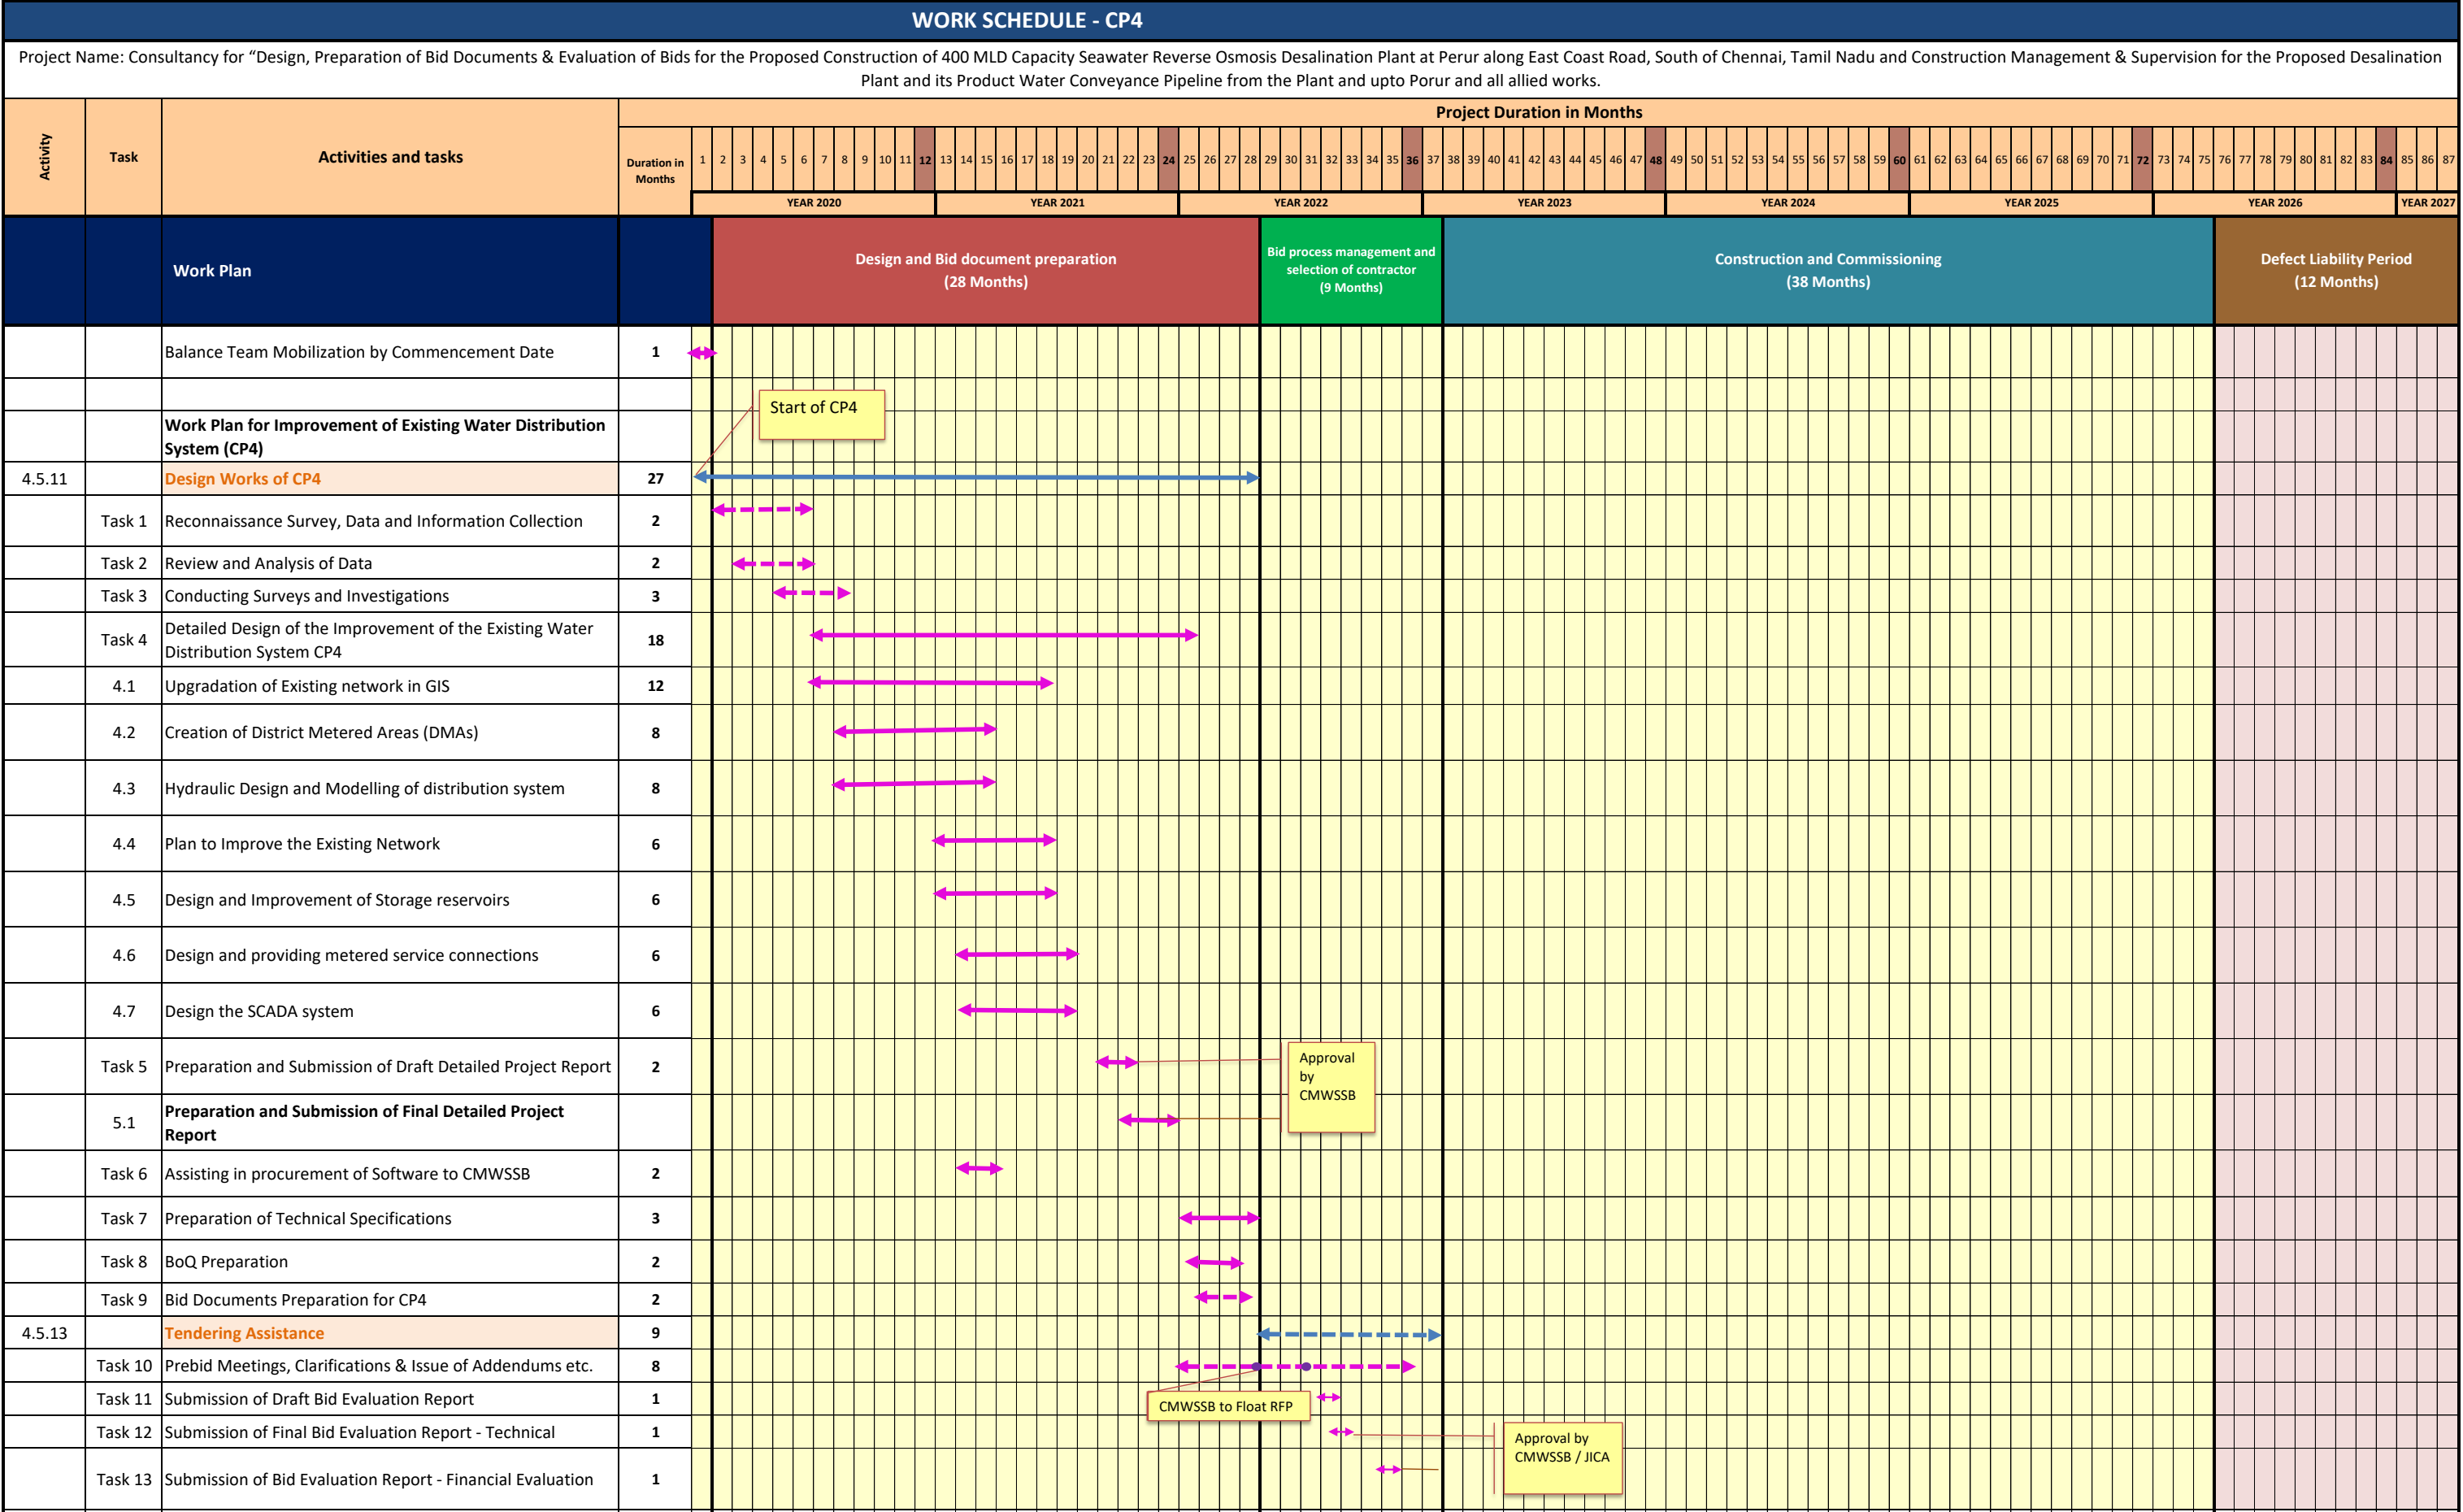 WORK SCHEDULE - CP4
Project Name: Consultancy for “Design, Preparation of Bid Documents & Evaluation of Bids for the Proposed Construction of 400 MLD Capacity Seawater Reverse Osmosis Desalination Plant at Perur along East Coast Road, South of Chennai, Tamil Nadu and Construction Management & Supervision for the Proposed Desalination
Plant and its Product Water Conveyance Pipeline from the Plant and upto Porur and all allied works.
Activity
Task
Activities and tasks
Project Duration in Months
Duration in
Months
1 2 3 4 5 6 7 8 9 10 11 12 13 14 15 16 17 18 19 20 21 22 23 24 25 26 27 28 29 30 31 32 33 34 35 36 37 38 39 40 41 42 43 44 45 46 47 48 49 50 51 52 53 54 55 56 57 58 59 60 61 62 63 64 65 66 67 68 69 70 71 72 73 74 75 76 77 78 79 80 81 82 83 84 85 86 87
YEAR 2020 YEAR 2021 YEAR 2022 YEAR 2023 YEAR 2024 YEAR 2025 YEAR 2026 YEAR 2027
Work Plan
Design and Bid document preparation
(28 Months)
Bid process management and
selection of contractor
(9 Months)
Construction and Commissioning
(38 Months)
Defect Liability Period
(12 Months)
Balance Team Mobilization by Commencement Date 1
Start of CP4
Work Plan for Improvement of Existing Water Distribution
System (CP4)
4.5.11 Design Works of CP4 27
Task 1 Reconnaissance Survey, Data and Information Collection 2
Task 2 Review and Analysis of Data 2
Task 3 Conducting Surveys and Investigations 3
Task 4 Detailed Design of the Improvement of the Existing Water
Distribution System CP4 18
4.1 Upgradation of Existing network in GIS 12
4.2 Creation of District Metered Areas (DMAs) 8
4.3 Hydraulic Design and Modelling of distribution system 8
4.4 Plan to Improve the Existing Network 6
4.5 Design and Improvement of Storage reservoirs 6
4.6 Design and providing metered service connections 6
4.7 Design the SCADA system 6
Task 5 Preparation and Submission of Draft Detailed Project Report 2
Approval
by
CMWSSB
5.1 Preparation and Submission of Final Detailed Project
Report
Task 6 Assisting in procurement of Software to CMWSSB 2
Task 7 Preparation of Technical Specifications 3
Task 8 BoQ Preparation 2
Task 9 Bid Documents Preparation for CP4 2
4.5.13 Tendering Assistance 9
Task 10 Prebid Meetings, Clarifications & Issue of Addendums etc. 8
Task 11 Submission of Draft Bid Evaluation Report 1
CMWSSB to Float RFP
Task 12 Submission of Final Bid Evaluation Report - Technical 1
Approval by
CMWSSB / JICA
Task 13 Submission of Bid Evaluation Report - Financial Evaluation 1